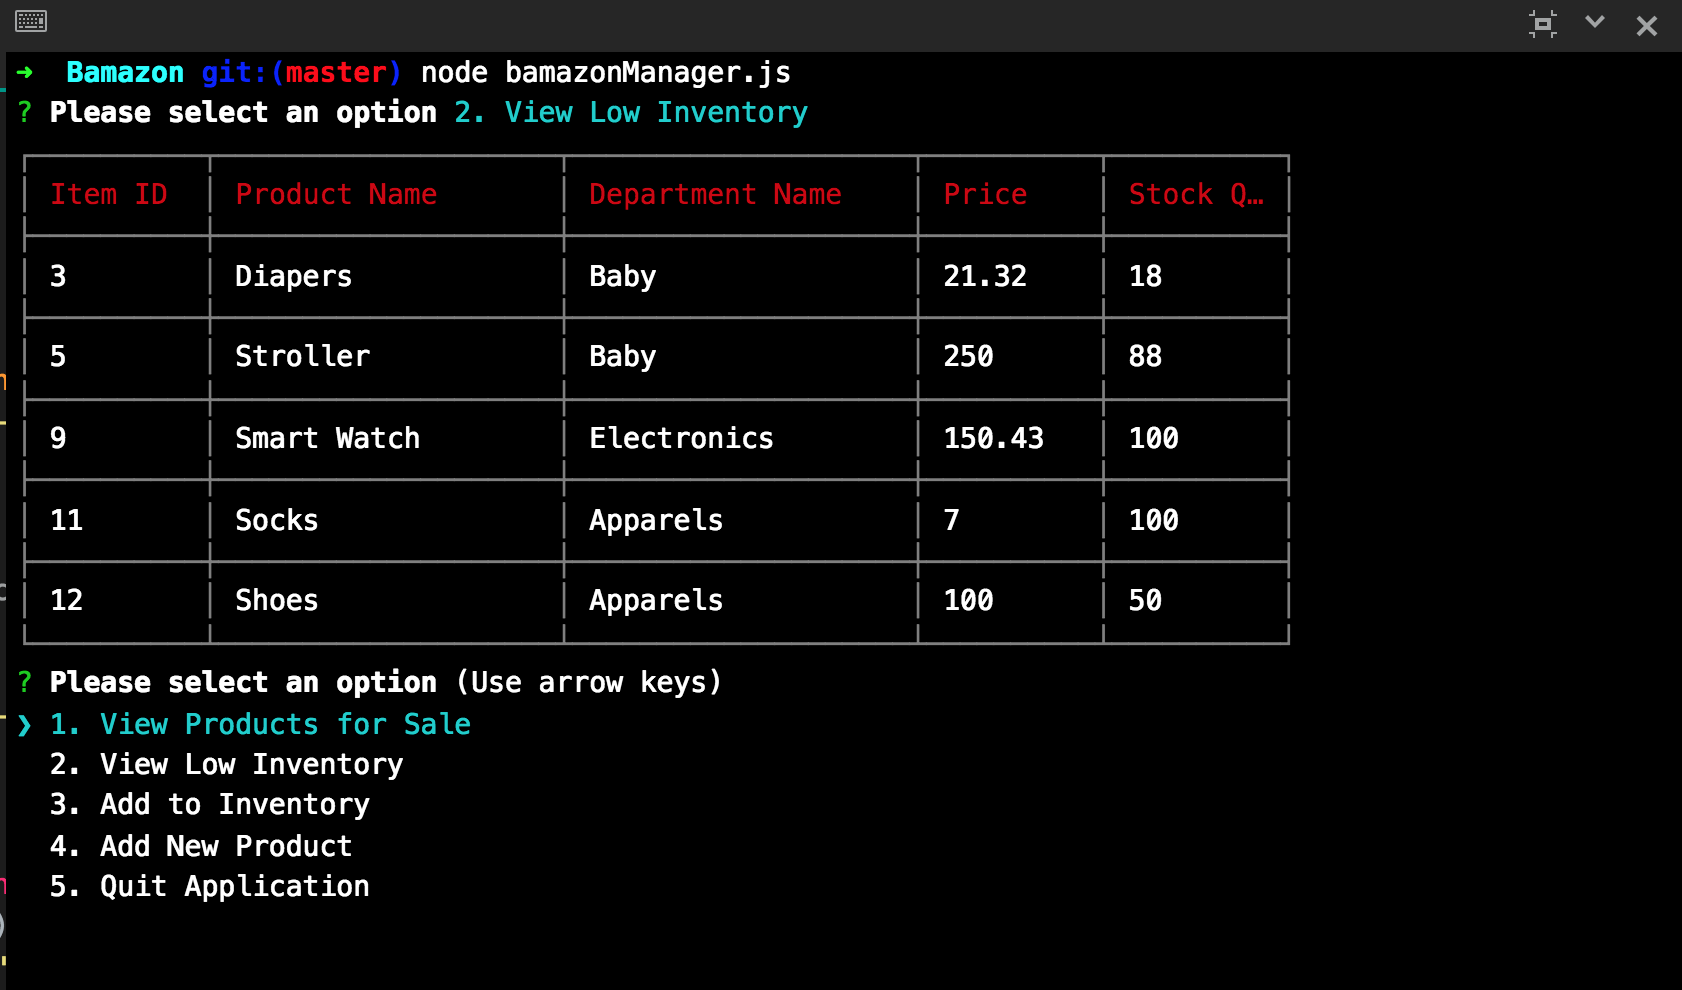 ➜  Bamazon git:(master) node bamazonManager.js
? Please select an option 2. View Low Inventory
Item ID Product Name Department Name Price Stock Q…
3 Diapers Baby 21.32 18
5 Stroller Baby 250 88
9 Smart Watch Electronics 150.43 100
11 Socks Apparels 7 100
12 Shoes Apparels 100 50
? Please select an option (Use arrow keys)
❯ 1. View Products for Sale
2. View Low Inventory
3. Add to Inventory
4. Add New Product
5. Quit Application